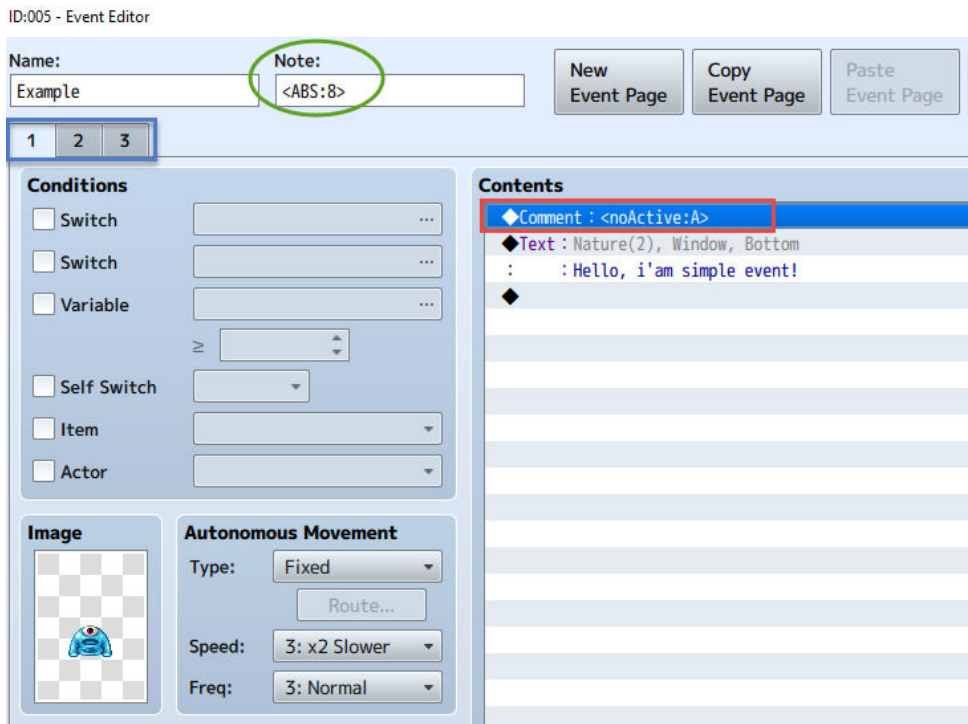 ID:005 - Event Editor
Name:
Note:
Example
<ABS:8>
New
Event Page
Copy
Event Page
Paste
Event Page
1 2 3
Conditions
Switch ...
Switch ...
Variable ...
≥
Self Switch
Item
Actor
Contents
◆Comment：<noActive:A>
◆Text：Nature(2), Window, Bottom
: ：Hello, i'am simple event!
◆
Image
Autonomous Movement
Type: Fixed
Route...
Speed: 3: x2 Slower
Freq: 3: Normal